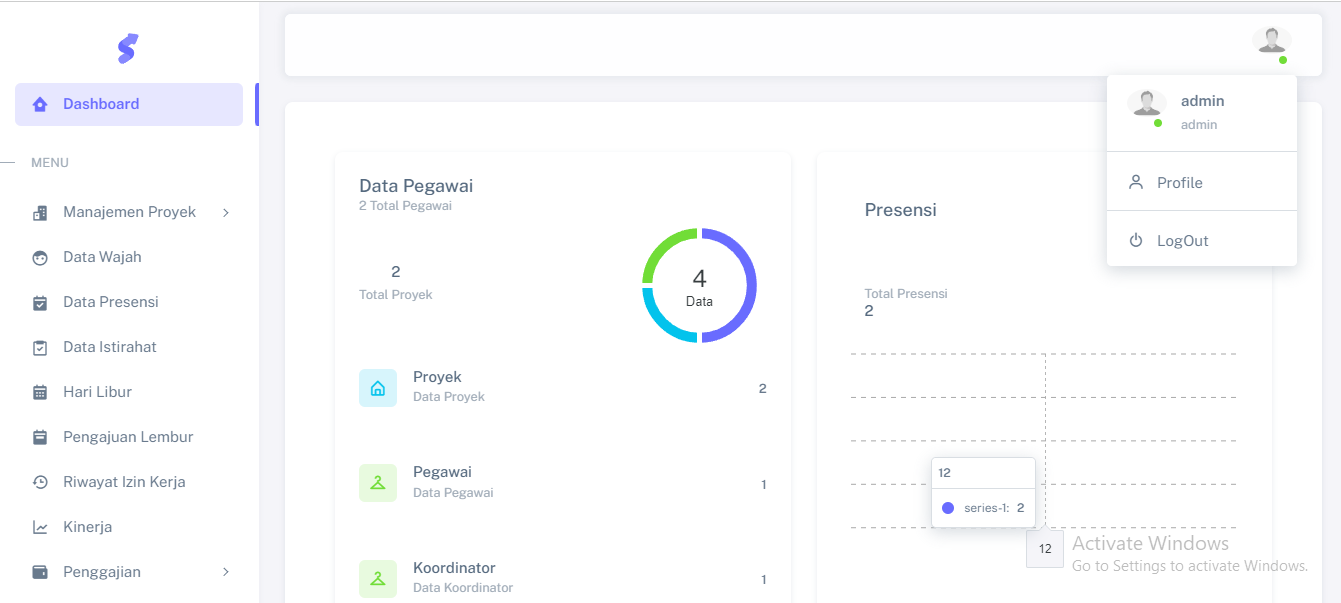 Dashboard
MENU
Manajemen Proyek
Data Wajah
Data Presensi
Data Istirahat
Hari Libur
Pengajuan Lembur
Riwayat Izin Kerja
Kinerja
Penggajian
admin
admin
Profile
LogOut
Data Pegawai
2 Total Pegawai
2
Total Proyek
4
Data
Proyek
Data Proyek
2
Pegawai
Data Pegawai
1
Koordinator
Data Koordinator
1
Presensi
Total Presensi
2
12
series-1: 2
12
Activate Windows
Go to Settings to activate Windows.